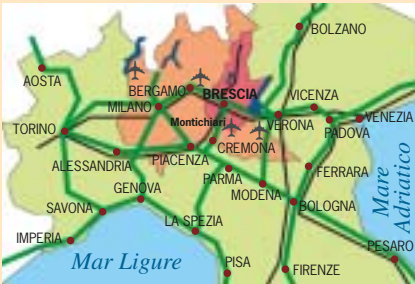 BOLZANO
AOSTA
BERGAMO
BRESCIA
MILANO
VICENZA
TORINO
Montichiari
VERONA
VENEZIA
PADOVA
ALESSANDRIA
PIACENZA
CREMONA
PARMA
FERRARA
GENOVA
MODENA
SAVONA
BOLOGNA
LA SPEZIA
IMPERIA
Mare
Adriatico
Mar Ligure
PESARO
PISA
FIRENZE